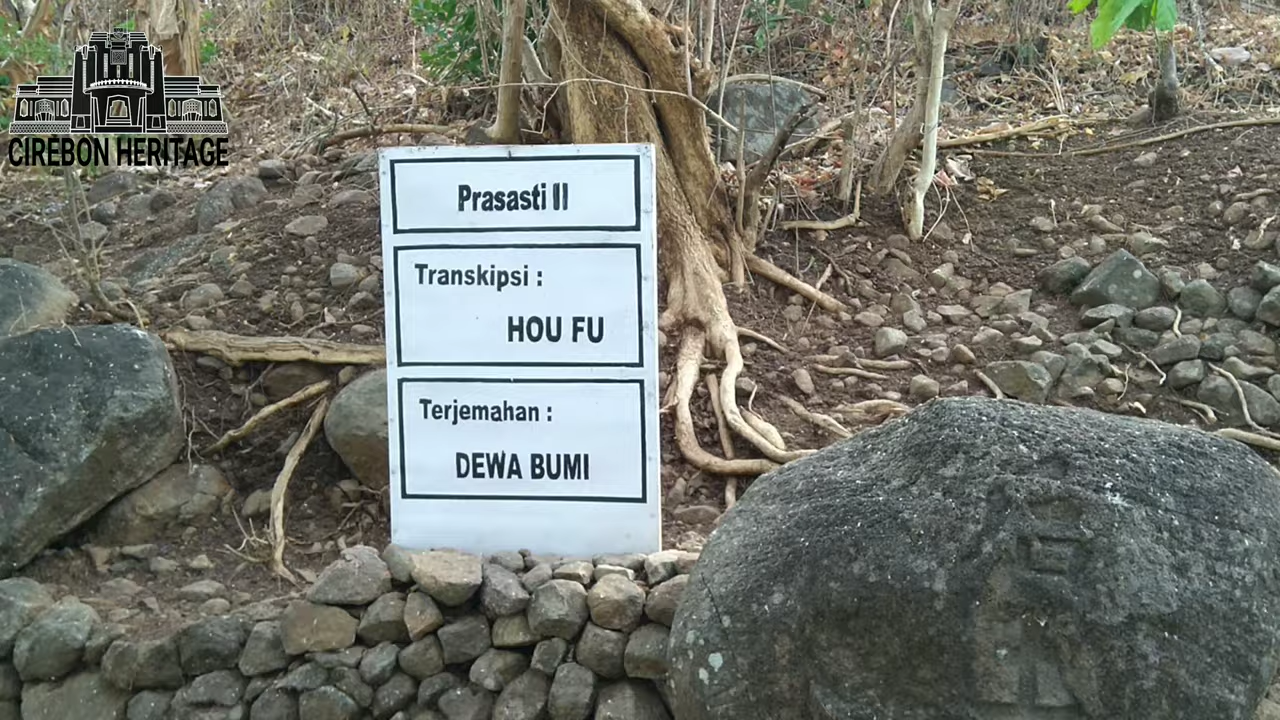 CIREBON HERITAGE
Prasasti II
Transkipsi :
HOU FU
Terjemahan :
DEWA BUMI